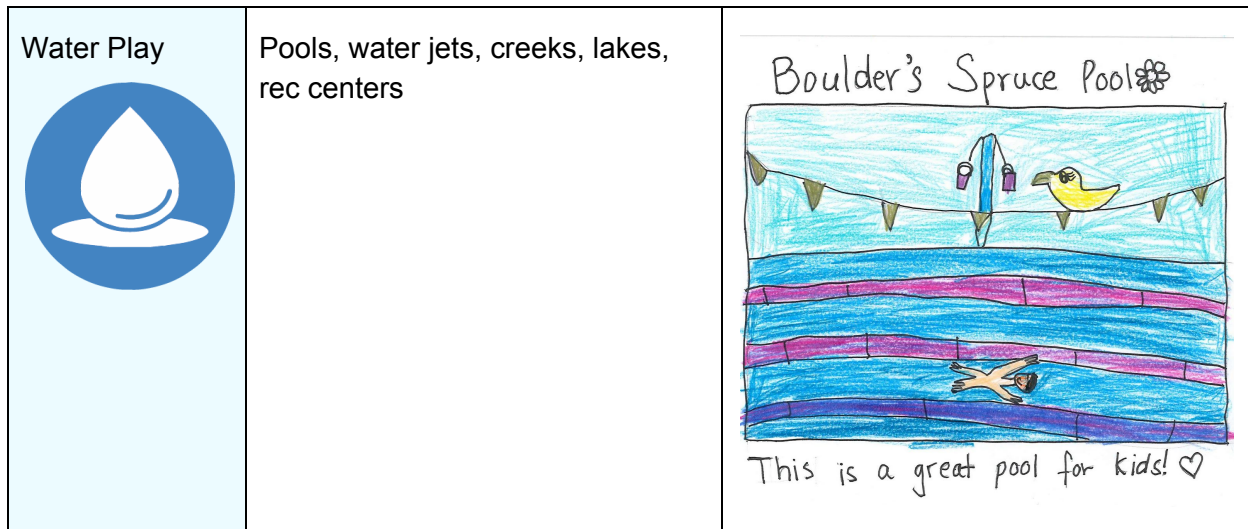 Water Play
Pools, water jets, creeks, lakes,
rec centers
Boulder's Spruce Pool
This is a great pool for kids! ♡